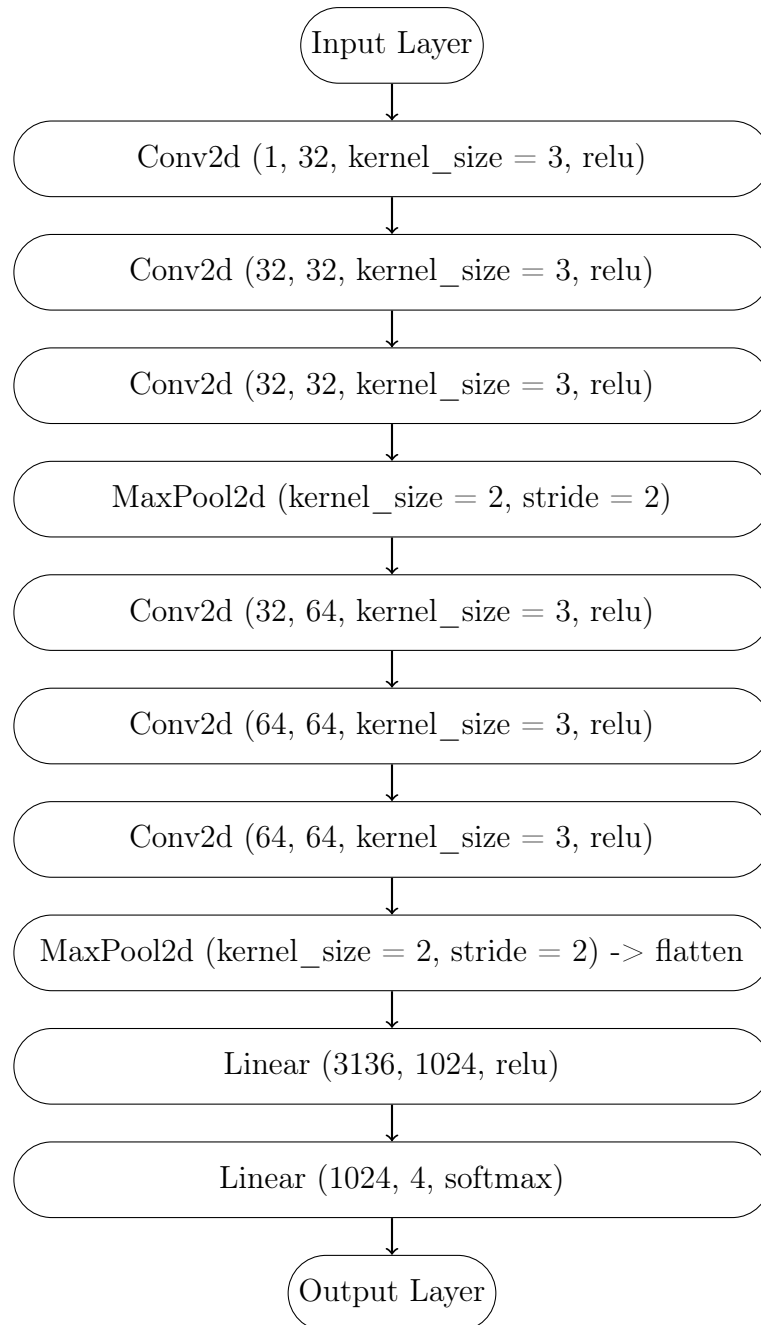 Input Layer
Conv2d (1, 32, kernel_size = 3, relu)
Conv2d (32, 32, kernel_size = 3, relu)
Conv2d (32, 32, kernel_size = 3, relu)
MaxPool2d (kernel_size = 2, stride = 2)
Conv2d (32, 64, kernel_size = 3, relu)
Conv2d (64, 64, kernel_size = 3, relu)
Conv2d (64, 64, kernel_size = 3, relu)
MaxPool2d (kernel_size = 2, stride = 2) -> flatten
Linear (3136, 1024, relu)
Linear (1024, 4, softmax)
Output Layer